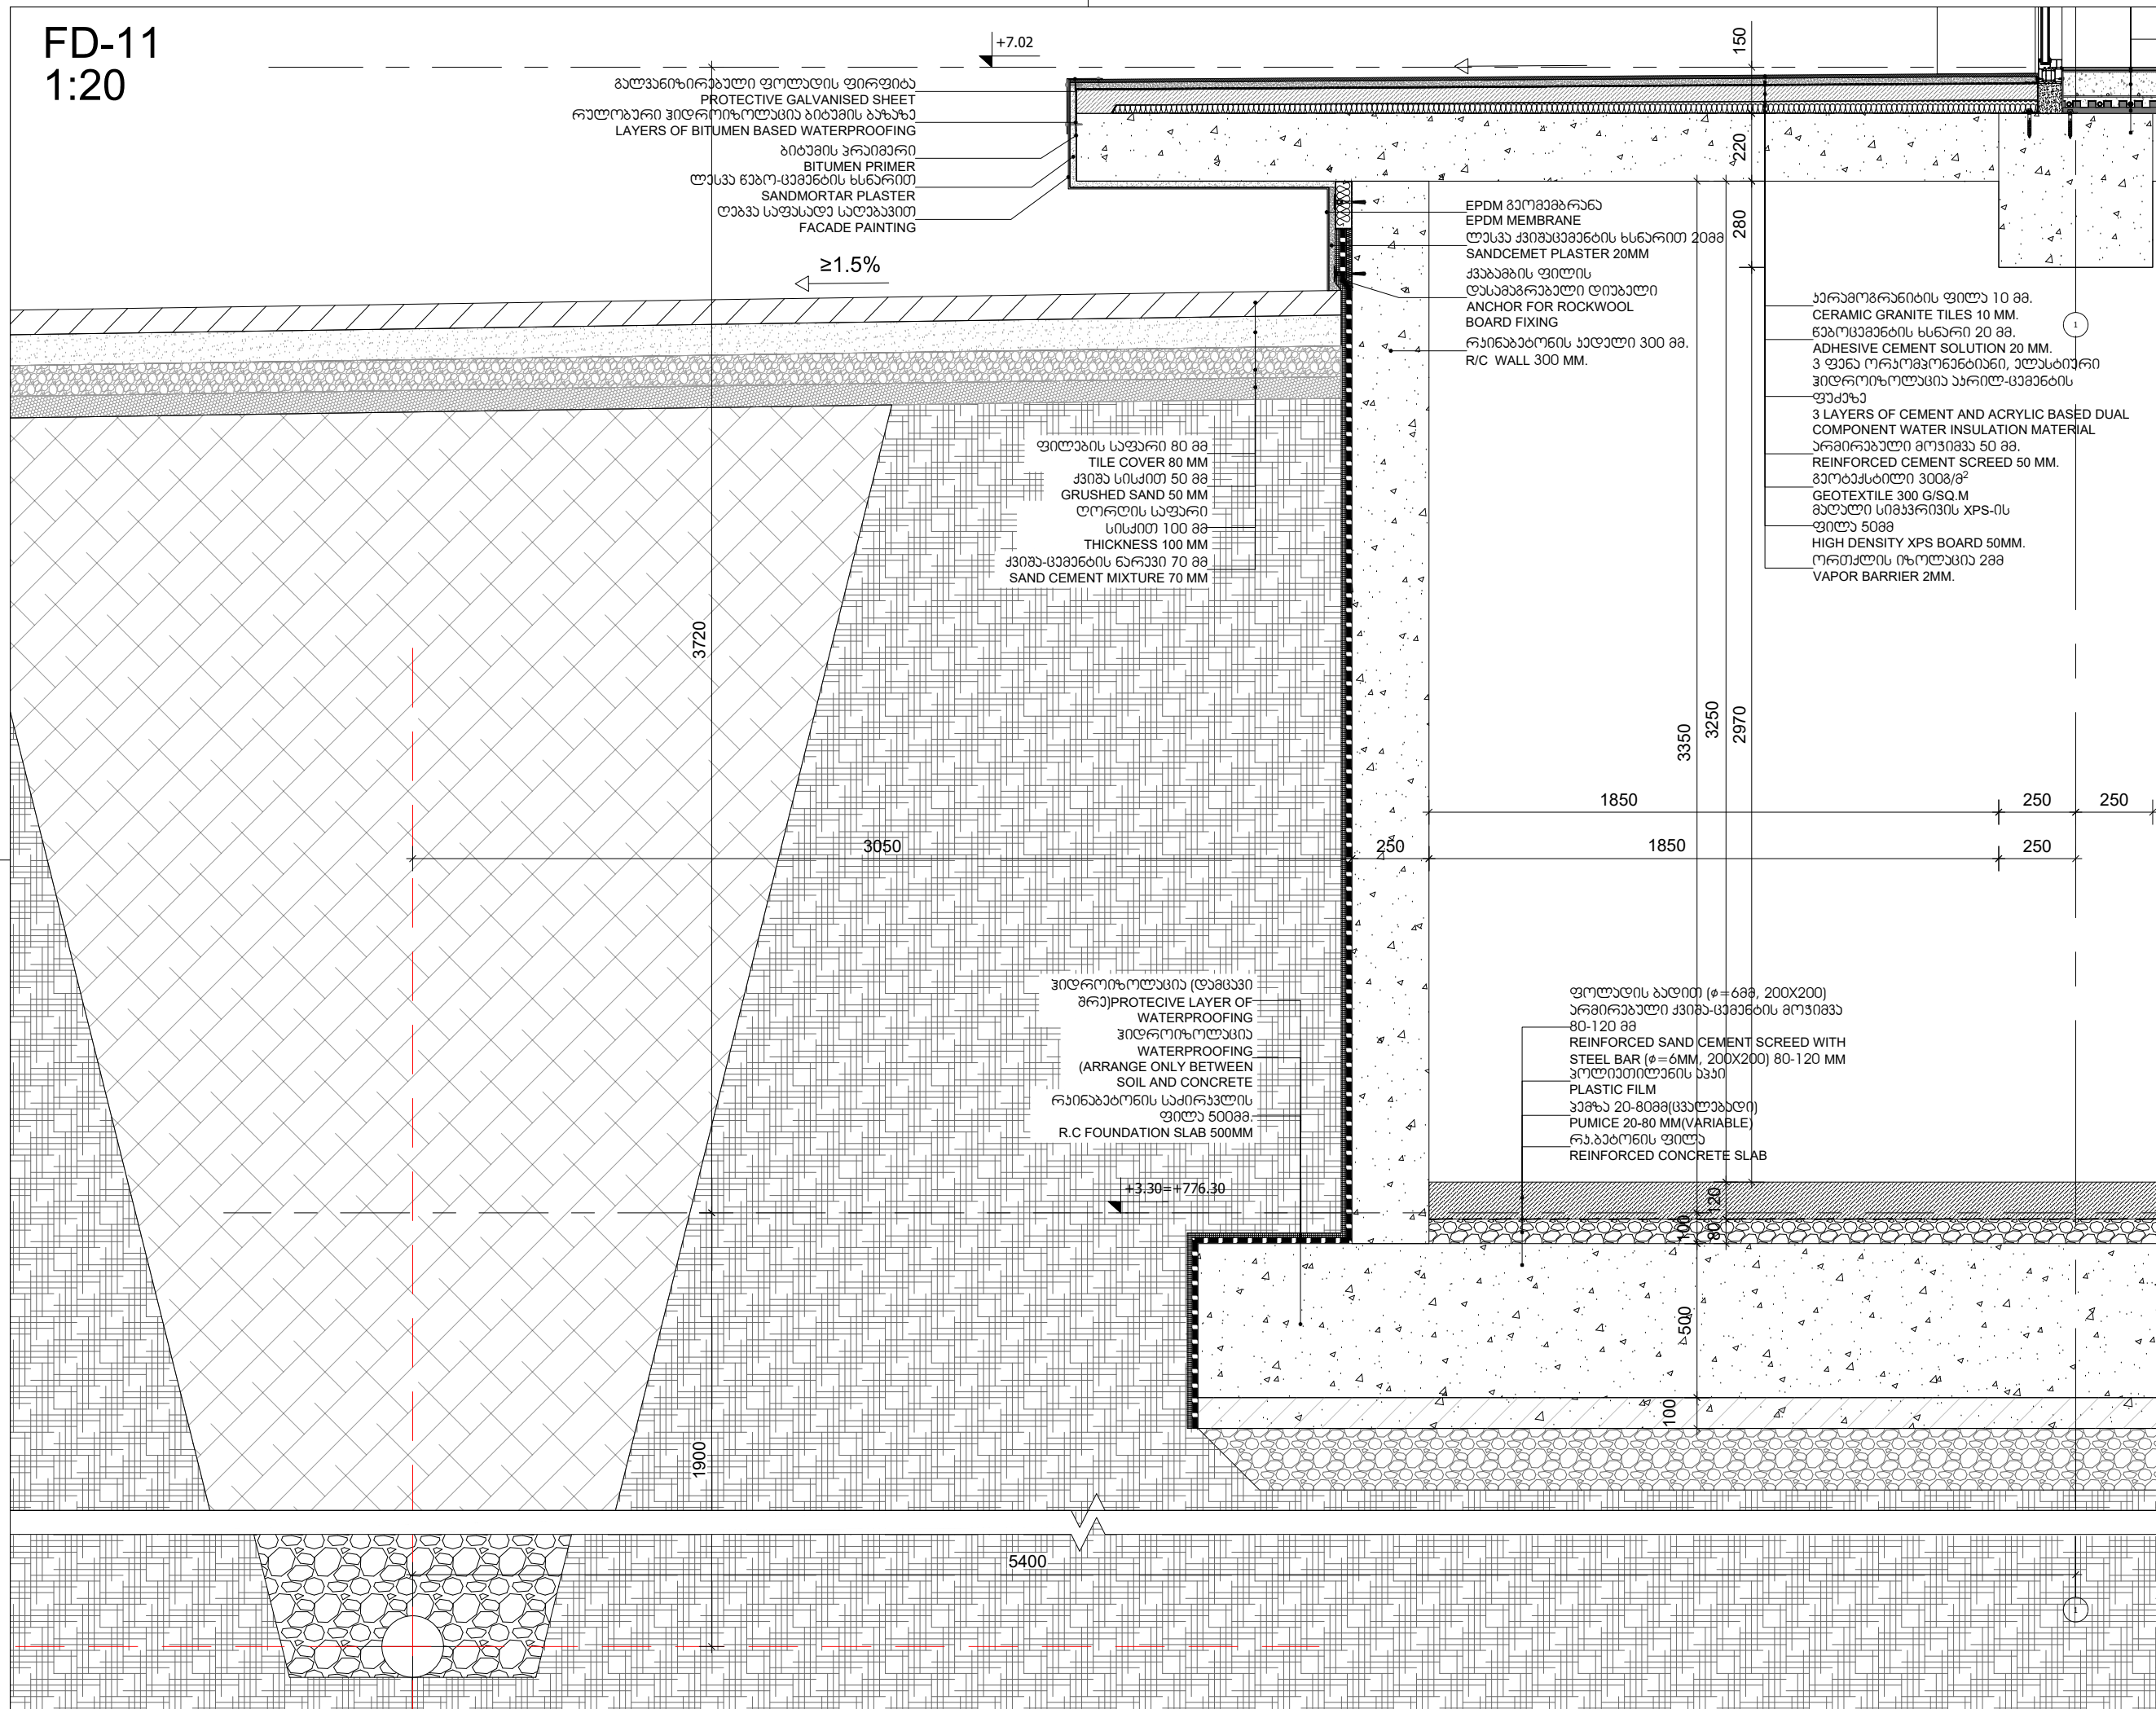 FD-11
1:20
+7.02
გალვანიზირებული ფოლადის ფირფიტა
PROTECTIVE GALVANISED SHEET
რულონური ჰიდროიზოლაცია ბიტუმის ბაზაზე
LAYERS OF BITUMEN BASED WATERPROOFING
ბიტუმის პრაიმერი
BITUMEN PRIMER
ლესვა წებო-ცემენტის ხსნარით
SANDMORTAR PLASTER
ღებვა საფასადე საღებავით
FACADE PAINTING
≥1.5%
150
220
280
EPDM გეომემბრანა
EPDM MEMBRANE
ლესვა ქვიშაცემენტის ხსნარით 20მმ
SANDCEMET PLASTER 20MM
ქვაბამბის ფილის
დასამაგრებელი დიუბელი
ANCHOR FOR ROCKWOOL
BOARD FIXING
რკინაბეტონის კედელი 300 მმ.
R/C WALL 300 MM.
კერამოგრანიტის ფილა 10 მმ.
CERAMIC GRANITE TILES 10 MM.
წებოცემენტის ხსნარი 20 მმ.
ADHESIVE CEMENT SOLUTION 20 MM.
3 ფენა ორკომპონენტიანი, ელასტიური
ჰიდროიზოლაცია აკრილ-ცემენტის
ფუძეზე
3 LAYERS OF CEMENT AND ACRYLIC BASED DUAL
COMPONENT WATER INSULATION MATERIAL
არმირებული მოჭიმვა 50 მმ.
REINFORCED CEMENT SCREED 50 MM.
გეოტექსტილი 300გ/მ²
GEOTEXTILE 300 G/SQ.M
მაღალი სიმკვრივის XPS-ის
ფილა 50მმ
HIGH DENSITY XPS BOARD 50MM.
ორთქლის იზოლაცია 2მმ
VAPOR BARRIER 2MM.
1
ფილების საფარი 80 მმ
TILE COVER 80 MM
ქვიშა სისქით 50 მმ
GRUSHED SAND 50 MM
ღორღის საფარი
სისქით 100 მმ
THICKNESS 100 MM
ქვიშა-ცემენტის ნარევი 70 მმ
SAND CEMENT MIXTURE 70 MM
3720
3350
3250
2970
1850
250
250
3050
250
1850
250
ჰიდროიზოლაცია (დამცავი
შრე)PROTECIVE LAYER OF
WATERPROOFING
ჰიდროიზოლაცია
WATERPROOFING
(ARRANGE ONLY BETWEEN
SOIL AND CONCRETE
რკინაბეტონის საძირკვლის
ფილა 500მმ.
R.C FOUNDATION SLAB 500MM
ფოლადის ბადით (φ=6მმ, 200X200)
არმირებული ქვიშა-ცემენტის მოჭიმვა
80-120 მმ
REINFORCED SAND CEMENT SCREED WITH
STEEL BAR (φ=6MM, 200X200) 80-120 MM
პოლიეთილენის აპკი
PLASTIC FILM
პემზა 20-80მმ(ცვალებადი)
PUMICE 20-80 MM(VARIABLE)
რკ.ბეტონის ფილა
REINFORCED CONCRETE SLAB
+3.30=+776.30
120
100
80
500
100
1900
5400
1